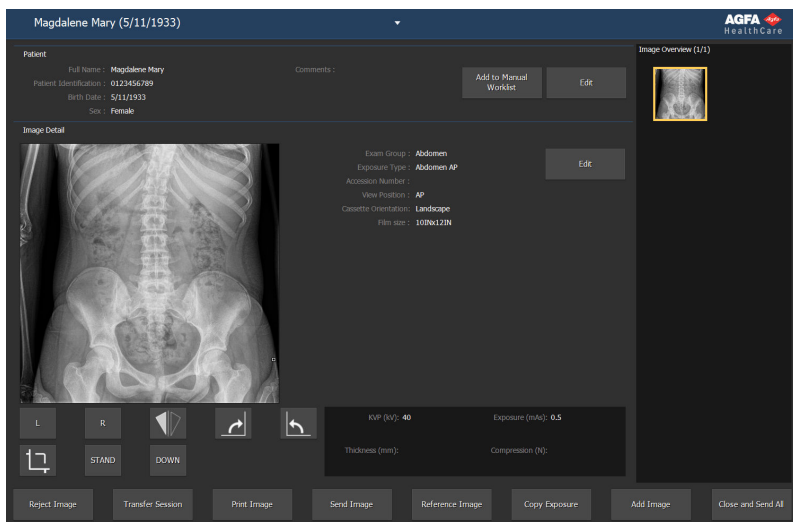 Magdalene Mary (5/11/1933)
AGFA
HealthCare
Patient
Full Name : Magdalene Mary
Patient Identification : 0123456789
Birth Date : 5/11/1933
Sex : Female
Comments :
Add to Manual
Worklist
Edit
Image Overview (1/1)
Image Detail
Exam Group : Abdomen
Exposure Type : Abdomen AP
Accession Number :
View Position : AP
Cassette Orientation: Landscape
Film size : 10INx12IN
Edit
L
R
STAND
DOWN
KVP (kV): 40
Exposure (mAs): 0.5
Thickness (mm):
Compression (N):
Reject Image
Transfer Session
Print Image
Send Image
Reference Image
Copy Exposure
Add Image
Close and Send All